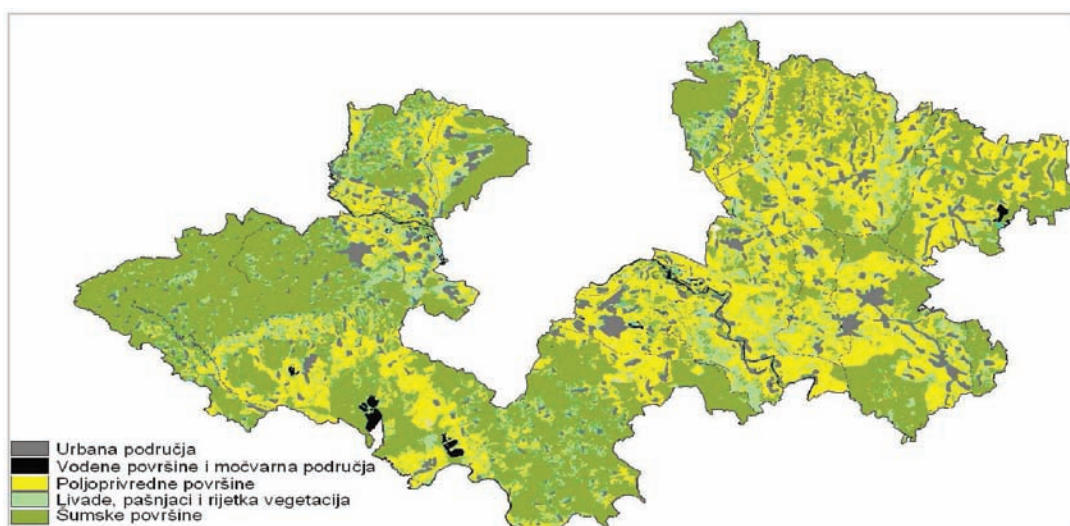 Urbana područja
Vodene površine i močvarna područja
Poljoprivredne površine
Livade, pašnjaci i rijetka vegetacija
Šumske površine